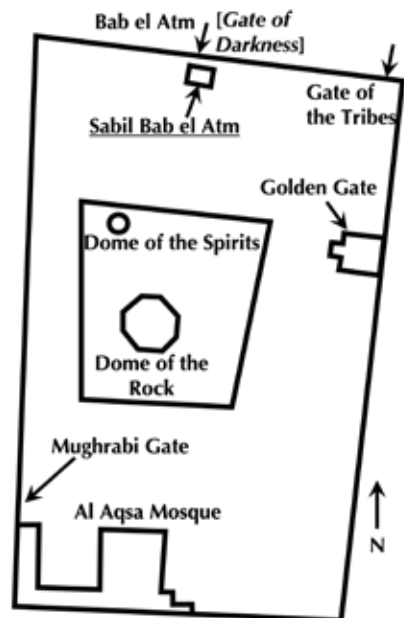 Bab el Atm [Gate of
Darkness]
Sabil Bab el Atm
Gate of
the Tribes
Golden Gate
Dome of the Spirits
Dome of the
Rock
Mughrabi Gate
Al Aqsa Mosque
N